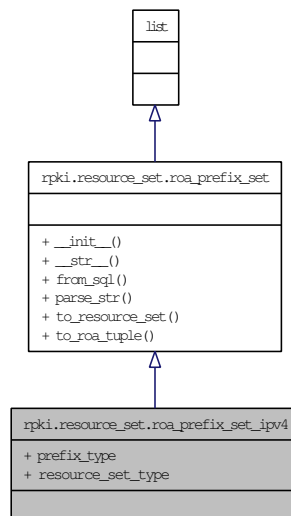 list
rpki.resource_set.roa_prefix_set
+ __init__()
+ __str__()
+ from_sql()
+ parse_str()
+ to_resource_set()
+ to_roa_tuple()
rpki.resource_set.roa_prefix_set_ipv4
+ prefix_type
+ resource_set_type